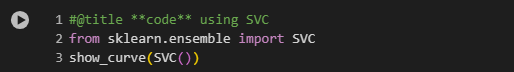 1 #@title **code** using SVC
2 from sklearn.ensemble import SVC
3 show_curve(SVC())